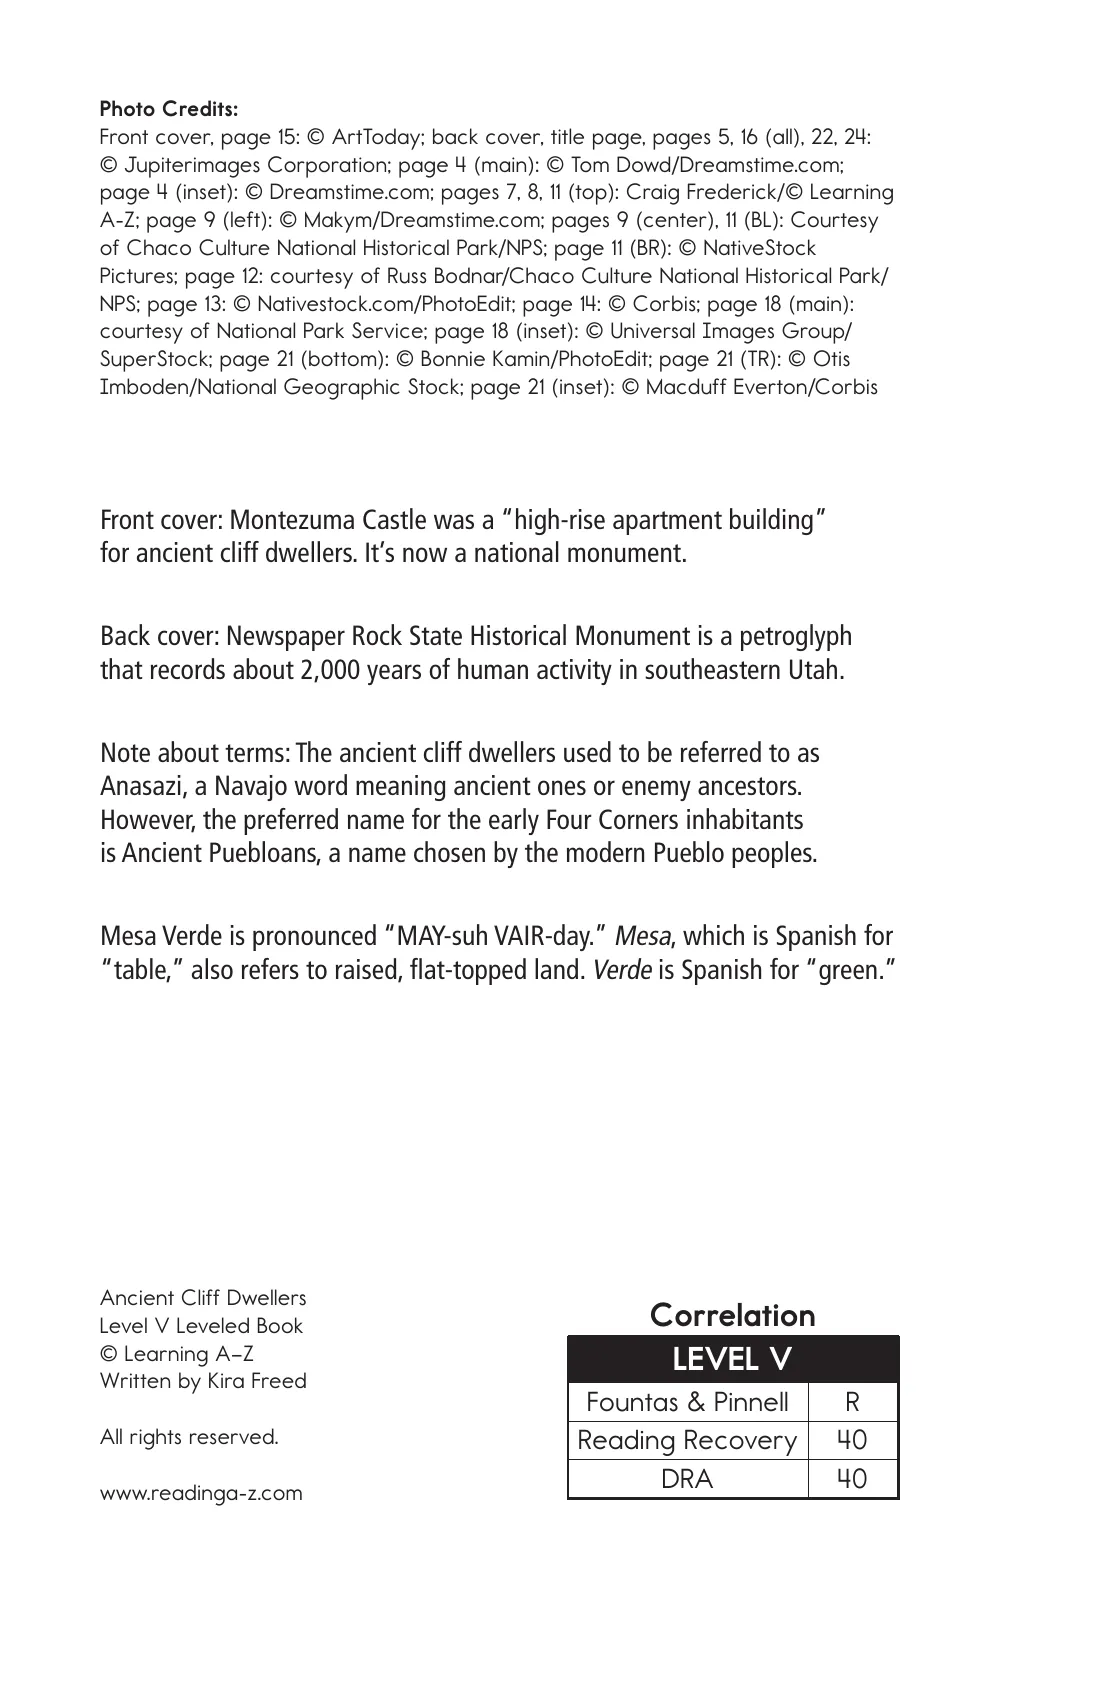 Photo Credits:
Front cover, page 15: © ArtToday; back cover, title page, pages 5, 16 (all), 22, 24:
© Jupiterimages Corporation; page 4 (main): © Tom Dowd/Dreamstime.com;
page 4 (inset): © Dreamstime.com; pages 7, 8, 11 (top): Craig Frederick/© Learning
A-Z; page 9 (left): © Makym/Dreamstime.com; pages 9 (center), 11 (BL): Courtesy
of Chaco Culture National Historical Park/NPS; page 11 (BR): © NativeStock
Pictures; page 12: courtesy of Russ Bodnar/Chaco Culture National Historical Park/
NPS; page 13: © Nativestock.com/PhotoEdit; page 14: © Corbis; page 18 (main):
courtesy of National Park Service; page 18 (inset): © Universal Images Group/
SuperStock; page 21 (bottom): © Bonnie Kamin/PhotoEdit; page 21 (TR): © Otis
Imboden/National Geographic Stock; page 21 (inset): © Macduff Everton/Corbis
Front cover: Montezuma Castle was a “high-rise apartment building”
for ancient cliff dwellers. It’s now a national monument.
Back cover: Newspaper Rock State Historical Monument is a petroglyph
that records about 2,000 years of human activity in southeastern Utah.
Note about terms: The ancient cliff dwellers used to be referred to as
Anasazi, a Navajo word meaning ancient ones or enemy ancestors.
However, the preferred name for the early Four Corners inhabitants
is Ancient Puebloans, a name chosen by the modern Pueblo peoples.
Mesa Verde is pronounced “MAY-suh VAIR-day.” Mesa, which is Spanish for
“table,” also refers to raised, flat-topped land. Verde is Spanish for “green.”
Ancient Cliff Dwellers
Level V Leveled Book
© Learning A–Z
Written by Kira Freed
All rights reserved.
www.readinga-z.com
Correlation
LEVEL V
Fountas & Pinnell R
Reading Recovery 40
DRA 40